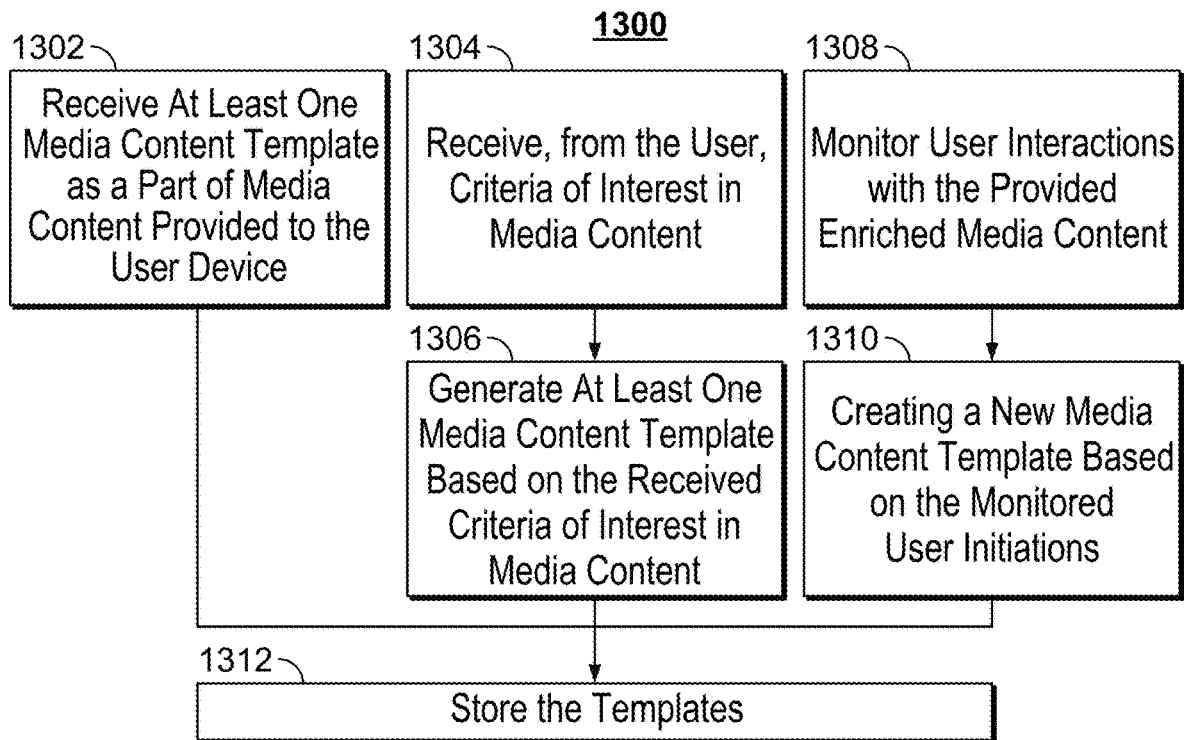 1300
1302
Receive At Least One
Media Content Template
as a Part of Media
Content Provided to the
User Device
1304
Receive, from the User,
Criteria of Interest in
Media Content
1308
Monitor User Interactions
with the Provided
Enriched Media Content
1306
Generate At Least One
Media Content Template
Based on the Received
Criteria of Interest in
Media Content
1310
Creating a New Media
Content Template Based
on the Monitored
User Initiations
1312
Store the Templates